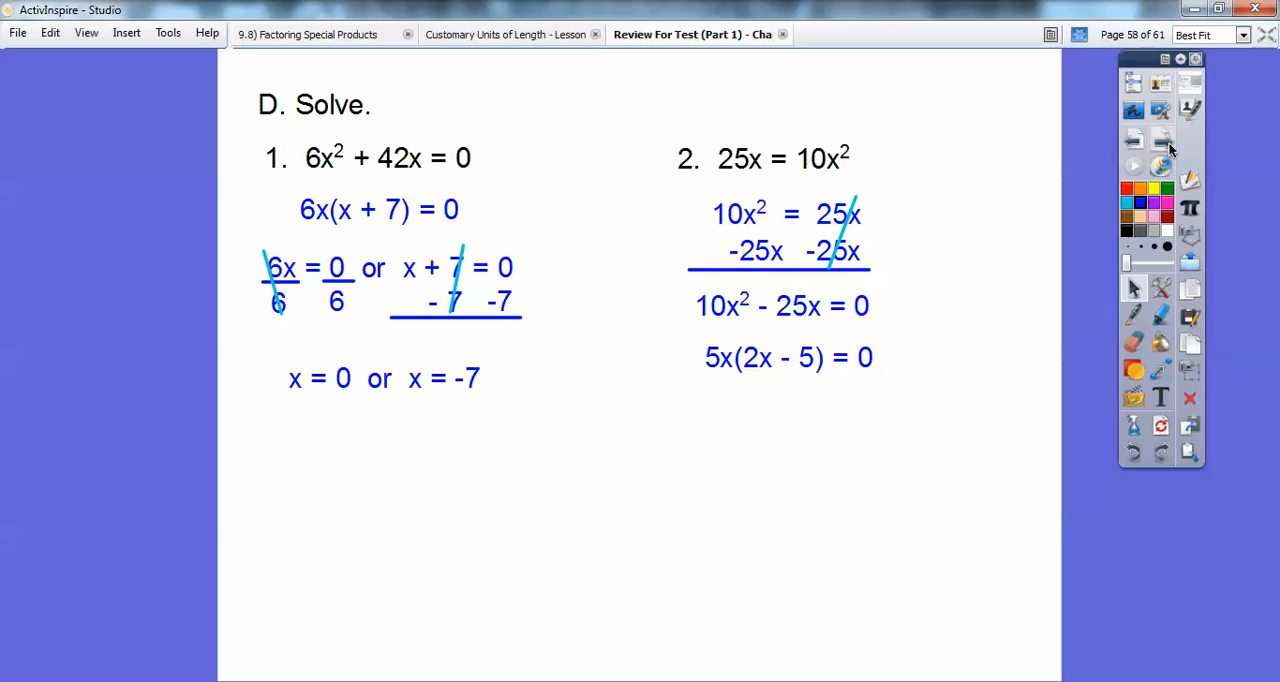 ActivInspire - Studio
File Edit View Insert Tools Help
9.8) Factoring Special Products
Customary Units of Length - Lesson
Review For Test (Part 1) - Cha
Page 58 of 61
Best Fit
D. Solve.
1. 6x² + 42x = 0
6x(x + 7) = 0
6x = 0 or x + 7 = 0
6 6 - 7 -7
x = 0 or x = -7
2. 25x = 10x²
10x² = 25x
-25x -25x
10x² - 25x = 0
5x(2x - 5) = 0